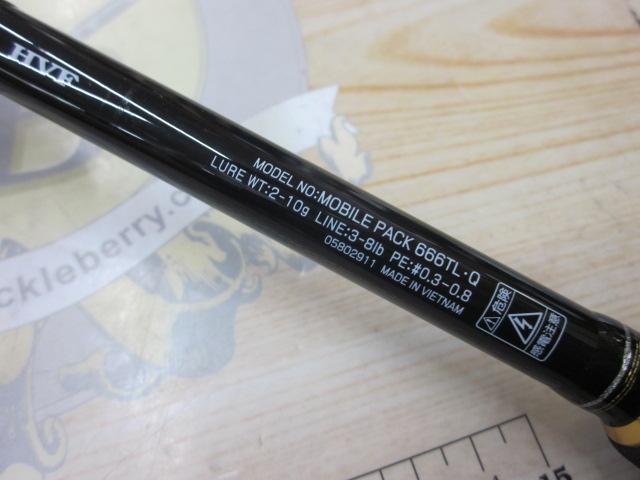 HVF
MODEL NO:MOBILE PACK 666TL・Q
LURE WT:2-10g LINE:3-8lb PE:#0.3-0.8
05802911 MADE IN VIETNAM
危険
感電注意
ckleberry.c
15